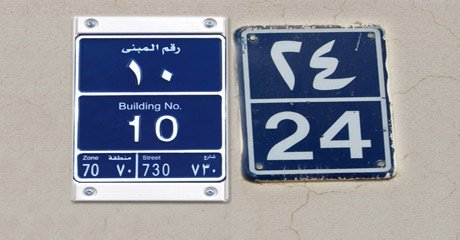 رقم المبنى
١٠
Building No.
10
Zone منطقة Street شارع
70 ٧٠ 730 ٧٣٠
٢٤
24